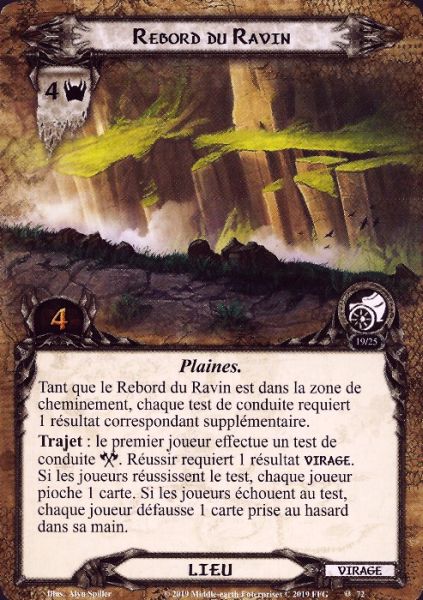 Rebord du Ravin
4
4
19/25
Plaines.
Tant que le Rebord du Ravin est dans la zone de
cheminement, chaque test de conduite requiert
1 résultat correspondant supplémentaire.
Trajet : le premier joueur effectue un test de
conduite . Réussir requiert 1 résultat VIRAGE.
Si les joueurs réussissent le test, chaque joueur
pioche 1 carte. Si les joueurs échouent au test,
chaque joueur défausse 1 carte prise au hasard
dans sa main.
LIEU
VIRAGE
Illus. Alyn Spiller
© 2019 Middle-earth Enterprises © 2019 FFG
72